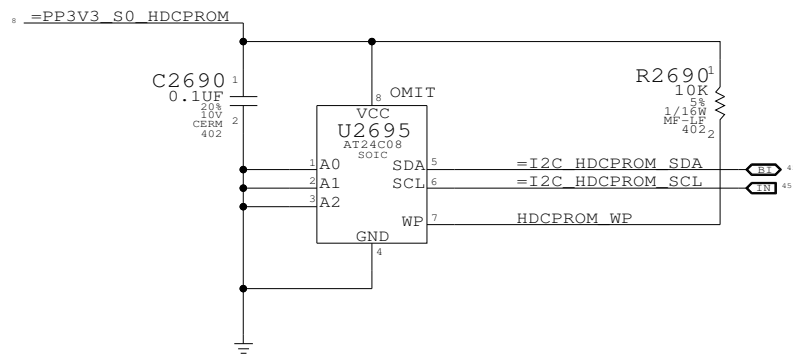 8 =PP3V3_S0_HDCPROM
C2690 1
0.1UF
20%
10V
CERM 2
402
8 OMIT
VCC
U2695
AT24C08
SOIC
1 A0
2 A1
3 A2
SDA 5
SCL 6
WP 7
GND
4
R2690 1
10K
5%
1/16W
MF-LF
402 2
=I2C_HDCPROM_SDA BI 4
=I2C_HDCPROM_SCL IN 45
HDCPROM_WP